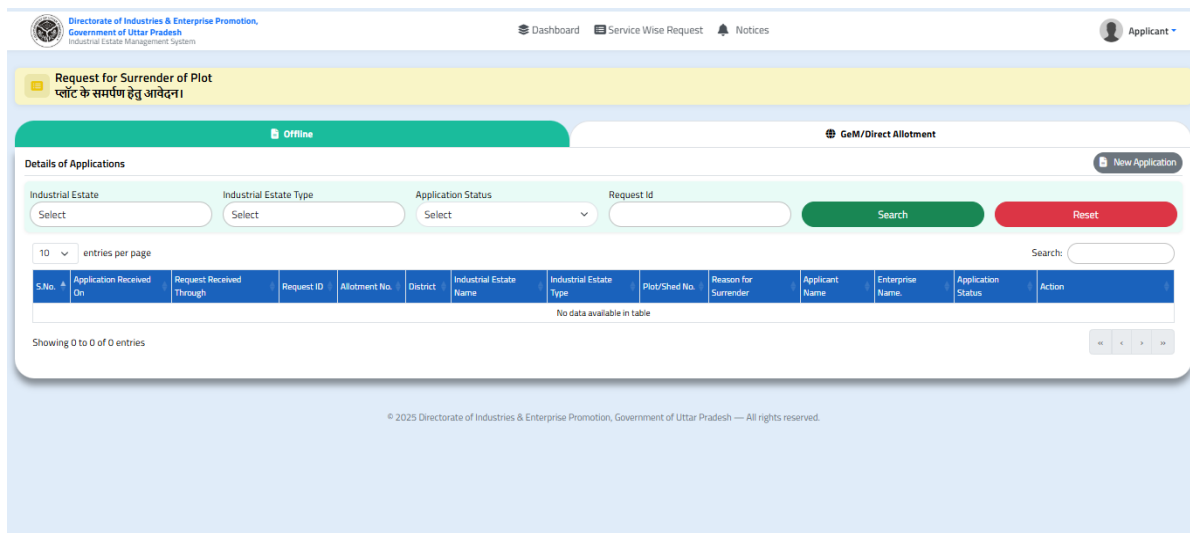 Directorate of Industries & Enterprise Promotion,
Government of Uttar Pradesh
Industrial Estate Management System
Dashboard Service Wise Request Notices
Applicant
Request for Surrender of Plot
प्लॉट के समर्पण हेतु आवेदन।
Offline
GeM/Direct Allotment
Details of Applications
New Application
Industrial Estate Industrial Estate Type Application Status Request Id
Select Select Select Search Reset
10 entries per page
Search:
S.No. Application Received On Request Received Through Request ID Allotment No. District Industrial Estate Name Industrial Estate Type Plot/Shed No. Reason for Surrender Applicant Name Enterprise Name. Application Status Action
No data available in table
Showing 0 to 0 of 0 entries
« ‹ › »
© 2025 Directorate of Industries & Enterprise Promotion, Government of Uttar Pradesh — All rights reserved.